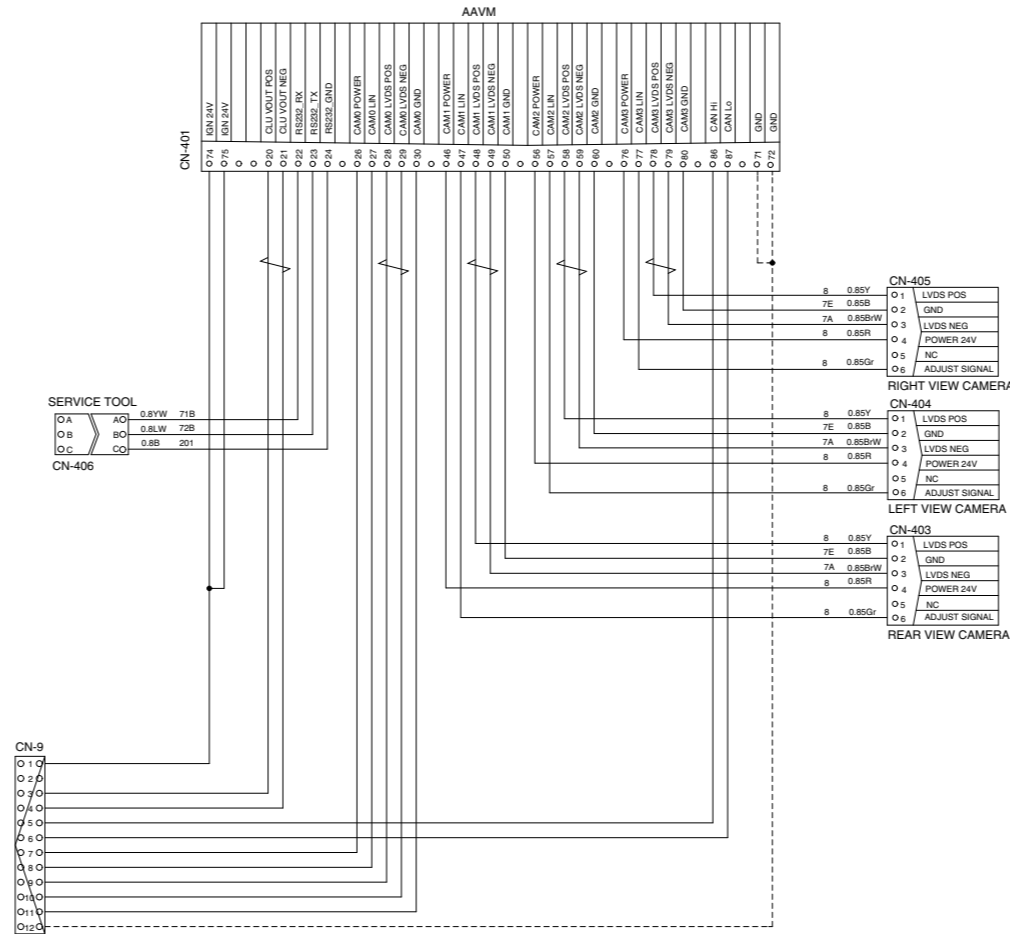 AAVM
CN-401
IGN 24V
IGN 24V
CLU VOUT POS
CLU VOUT NEG
RS232_RX
RS232_TX
RS232_GND
CAM0 POWER
CAM0 LIN
CAM0 LVDS POS
CAM0 LVDS NEG
CAM0 GND
CAM1 POWER
CAM1 LIN
CAM1 LVDS POS
CAM1 LVDS NEG
CAM1 GND
CAM2 POWER
CAM2 LIN
CAM2 LVDS POS
CAM2 LVDS NEG
CAM2 GND
CAM3 POWER
CAM3 LIN
CAM3 LVDS POS
CAM3 LVDS NEG
CAM3 GND
CAN Hi
CAN Lo
GND
GND
74 75 20 21 22 23 24 26 27 28 29 30 46 47 48 49 50 56 57 58 59 60 76 77 78 79 80 86 87 71 72
CN-405
8 0.85Y 1 LVDS POS
7E 0.85B 2 GND
7A 0.85BrW 3 LVDS NEG
8 0.85R 4 POWER 24V
5 NC
8 0.85Gr 6 ADJUST SIGNAL
RIGHT VIEW CAMERA
SERVICE TOOL
A A 0.8YW 71B
B B 0.8LW 72B
C C 0.8B 201
CN-406
CN-404
8 0.85Y 1 LVDS POS
7E 0.85B 2 GND
7A 0.85BrW 3 LVDS NEG
8 0.85R 4 POWER 24V
5 NC
8 0.85Gr 6 ADJUST SIGNAL
LEFT VIEW CAMERA
CN-403
8 0.85Y 1 LVDS POS
7E 0.85B 2 GND
7A 0.85BrW 3 LVDS NEG
8 0.85R 4 POWER 24V
5 NC
8 0.85Gr 6 ADJUST SIGNAL
REAR VIEW CAMERA
CN-9
1
2
3
4
5
6
7
8
9
10
11
12